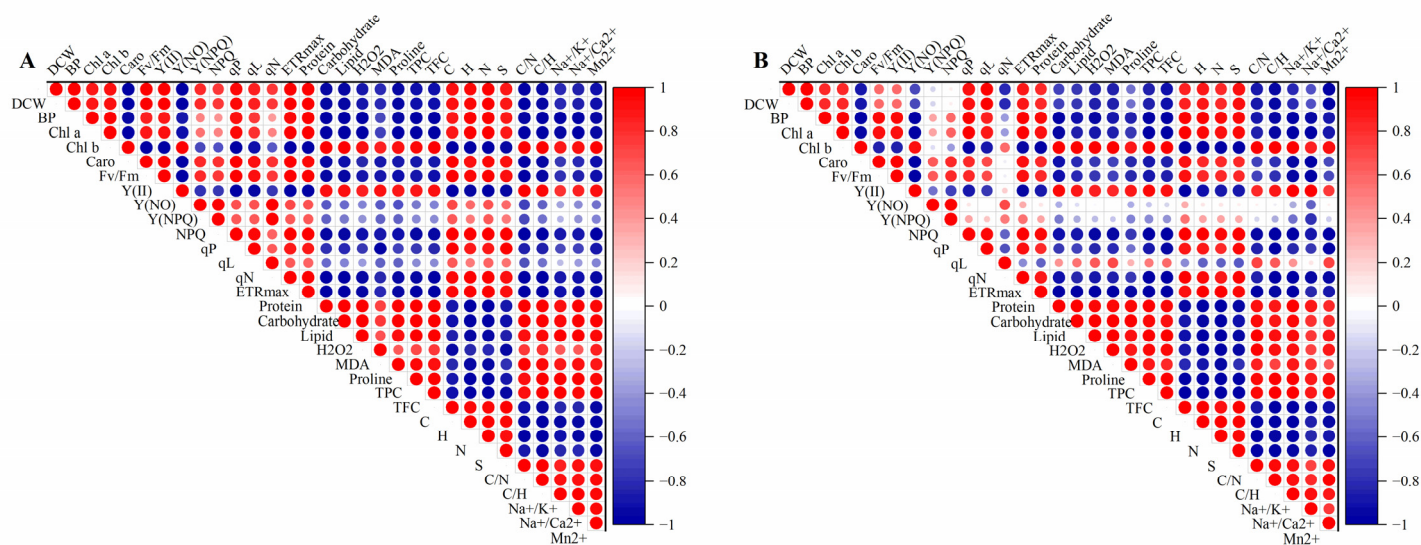 A
DCW
BP
Chl a
Chl b
Caro
Fv/Fm
Y(II)
Y(NO)
Y(NPQ)
NPQ
qP
qL
qN
ETRmax
Protein
Carbohydrate
Lipid
H2O2
MDA
Proline
TPC
TFC
C
H
N
S
C/N
C/H
Na+/K+
Na+/Ca2+
Mn2+
DCW
BP
Chl a
Chl b
Caro
Fv/Fm
Y(II)
Y(NO)
Y(NPQ)
NPQ
qP
qL
qN
ETRmax
Protein
Carbohydrate
Lipid
H2O2
MDA
Proline
TPC
TFC
C
H
N
S
C/N
C/H
Na+/K+
Na+/Ca2+
Mn2+
1
0.8
0.6
0.4
0.2
0
−0.2
−0.4
−0.6
−0.8
−1
B
DCW
BP
Chl a
Chl b
Caro
Fv/Fm
Y(II)
Y(NO)
Y(NPQ)
NPQ
qP
qL
qN
ETRmax
Protein
Carbohydrate
Lipid
H2O2
MDA
Proline
TPC
TFC
C
H
N
S
C/N
C/H
Na+/K+
Na+/Ca2+
Mn2+
DCW
BP
Chl a
Chl b
Caro
Fv/Fm
Y(II)
Y(NO)
Y(NPQ)
NPQ
qP
qL
qN
ETRmax
Protein
Carbohydrate
Lipid
H2O2
MDA
Proline
TPC
TFC
C
H
N
S
C/N
C/H
Na+/K+
Na+/Ca2+
Mn2+
1
0.8
0.6
0.4
0.2
0
−0.2
−0.4
−0.6
−0.8
−1